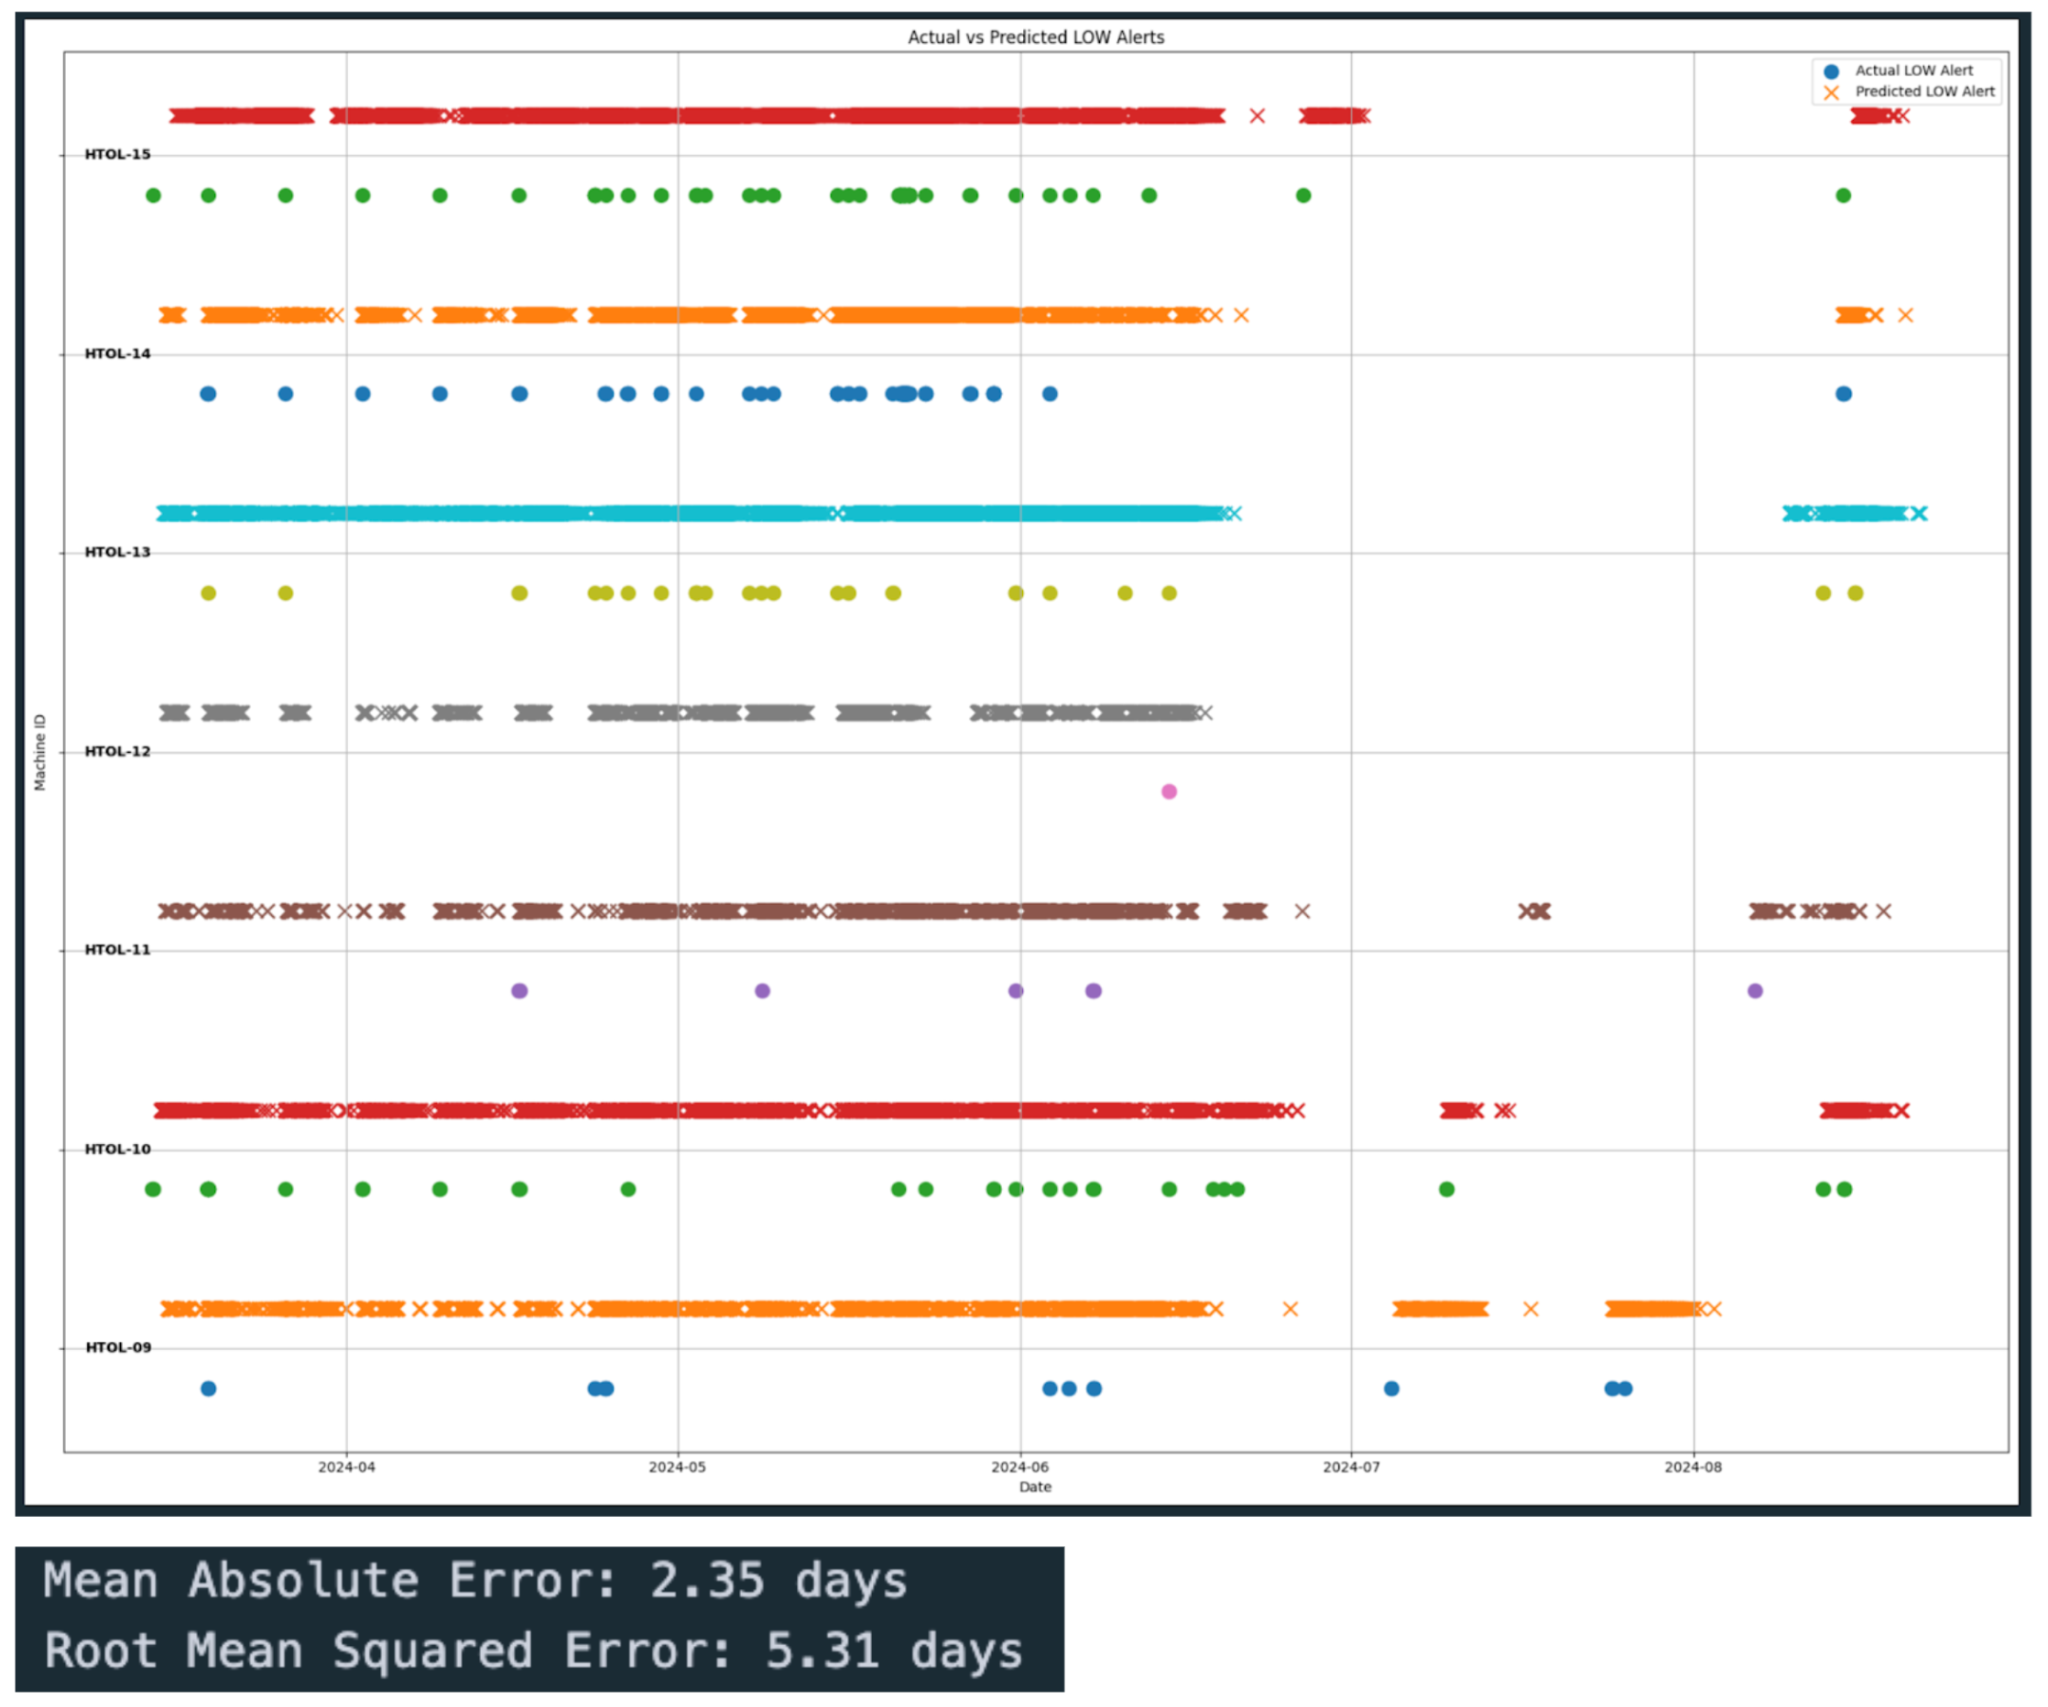 Actual vs Predicted LOW Alerts
Actual LOW Alert
Predicted LOW Alert
HTOL-15
HTOL-14
HTOL-13
HTOL-12
Machine ID
HTOL-11
HTOL-10
HTOL-09
2024-04 2024-05 2024-06 2024-07 2024-08
Date
Mean Absolute Error: 2.35 days
Root Mean Squared Error: 5.31 days